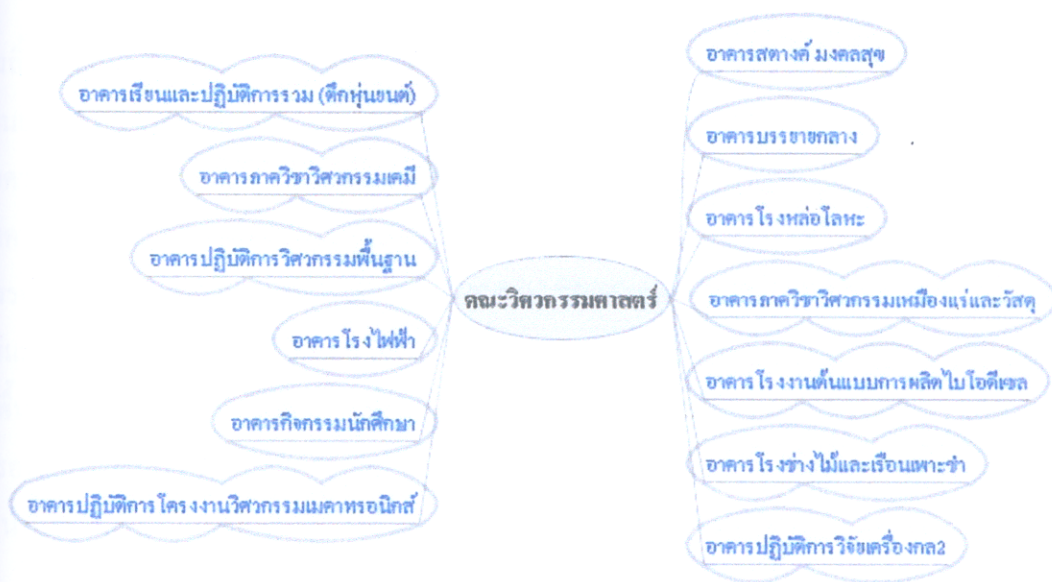 อาคารเรียนและปฏิบัติการรวม (ตึกหุ่นยนต์)
อาคารภาควิชาวิศวกรรมเคมี
อาคารปฏิบัติการวิศวกรรมพื้นฐาน
อาคารโรงไฟฟ้า
อาคารกิจกรรมนักศึกษา
อาคารปฏิบัติการโครงงานวิศวกรรมเมคาทรอนิกส์
คณะวิศวกรรมศาสตร์
อาคารสตางค์ มงคลสุข
อาคารบรรยายกลาง
อาคารโรงหล่อโลหะ
อาคารภาควิชาวิศวกรรมเหมืองแร่และวัสดุ
อาคารโรงงานต้นแบบการผลิตไบโอดีเซล
อาคารโรงช่างไม้และเรือนเพาะชำ
อาคารปฏิบัติการวิจัยเครื่องกล2